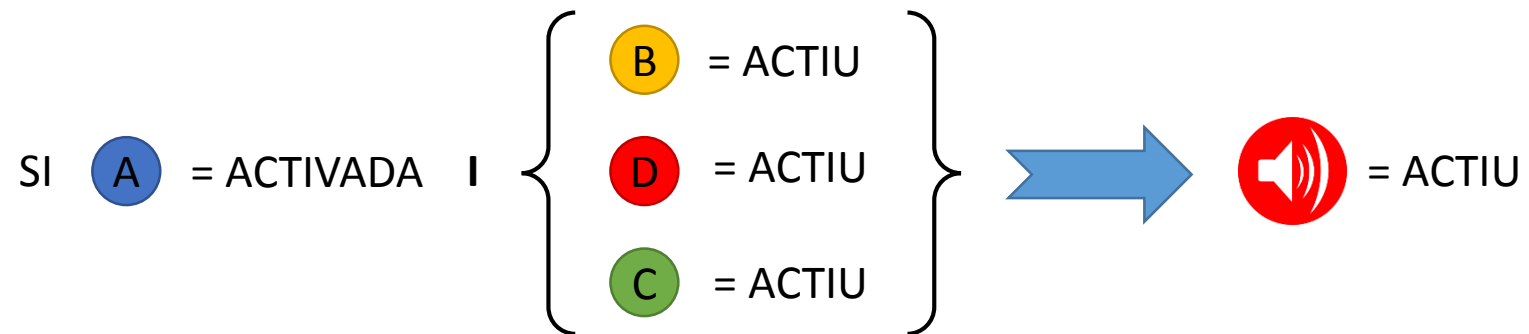 B = ACTIU
SI A = ACTIVADA I D = ACTIU = ACTIU
C = ACTIU